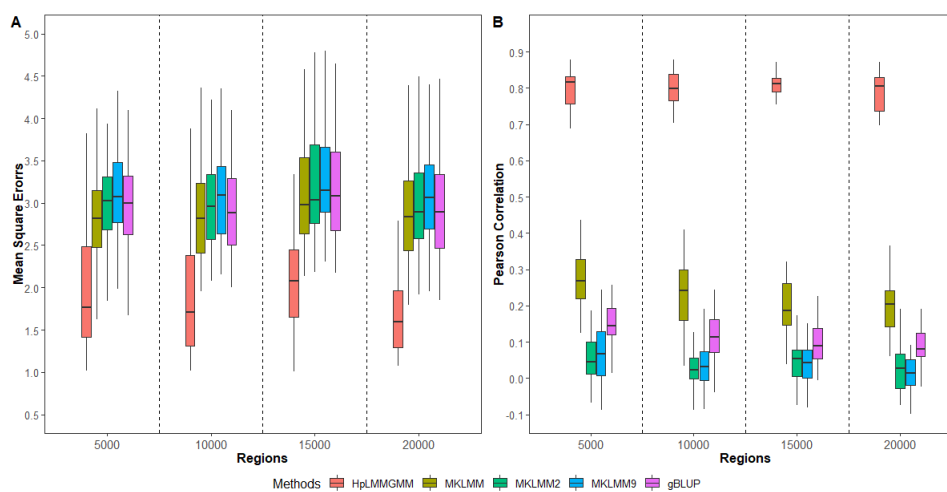 A
Mean Square Erorrs
5.0
4.5
4.0
3.5
3.0
2.5
2.0
1.5
1.0
0.5
5000 10000 15000 20000
Regions
B
Pearson Correlation
0.9
0.8
0.7
0.6
0.5
0.4
0.3
0.2
0.1
0.0
-0.1
5000 10000 15000 20000
Regions
Methods HpLMMGMM MKLMM MKLMM2 MKLMM9 gBLUP